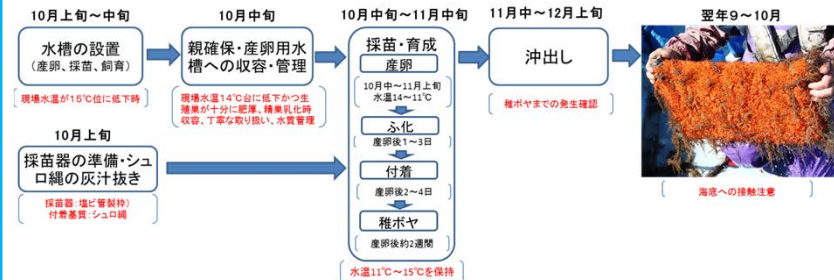 10月上旬～中旬
水槽の設置
(産卵、採苗、飼育)
現場水温が15℃位に低下時
10月上旬
採苗器の準備・シュ
ロ縄の灰汁抜き
採苗器:塩ビ管製枠)
付着基質:シュロ縄
10月中旬
親確保・産卵用水
槽への収容・管理
現場水温14℃台に低下かつ生
殖巣が十分に肥厚、精巣乳化時
収容、丁寧な取り扱い、水質管理
10月中旬～11月中旬
採苗・育成
産卵
10月中～11月上旬
水温14～11℃
ふ化
産卵後1～3日
付着
産卵後2～4日
稚ボヤ
産卵後約2週間
水温11℃～15℃を保持
11月中～12月上旬
沖出し
稚ボヤまでの発生確認
翌年9～10月
海底への接触注意